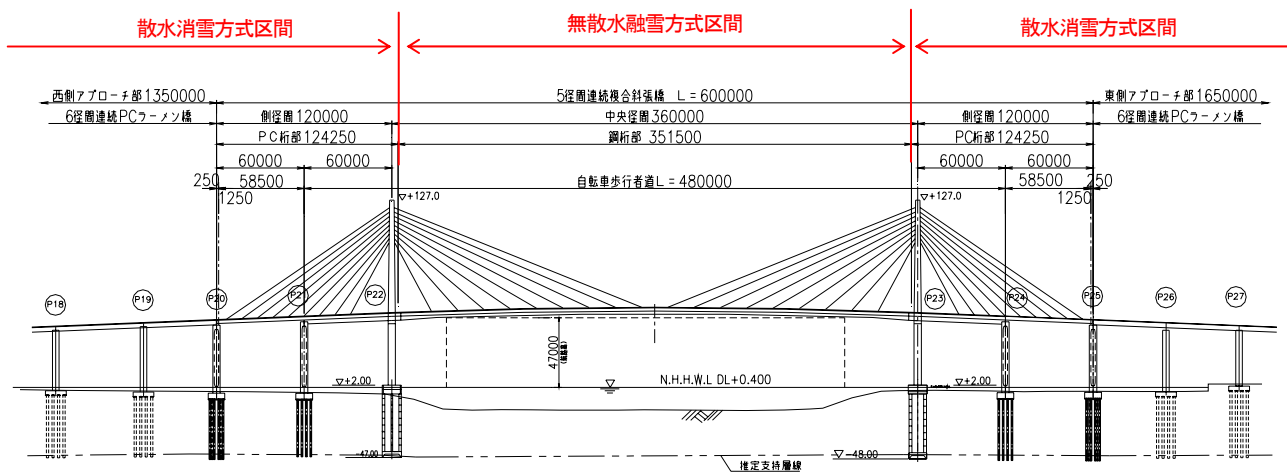 散水消雪方式区間
無散水融雪方式区間
散水消雪方式区間
西側アプローチ部1350000
5径間連続複合斜張橋 L=600000
東側アプローチ部1650000
6径間連続PCラーメン橋
側径間120000
中央径間360000
側径間120000
6径間連続PCラーメン橋
PC桁部124250
鋼桁部 351500
PC桁部124250
60000
60000
60000
60000
250
58500
自転車歩行者道L=480000
58500
250
1250
1250
▽+127.0
▽+127.0
P18
P19
P20
P21
P22
P23
P24
P25
P26
P27
47000
▽+2.00
N.H.H.W.L DL+0.400
▽+2.00
-47.00
推定支持層線
▽-48.00